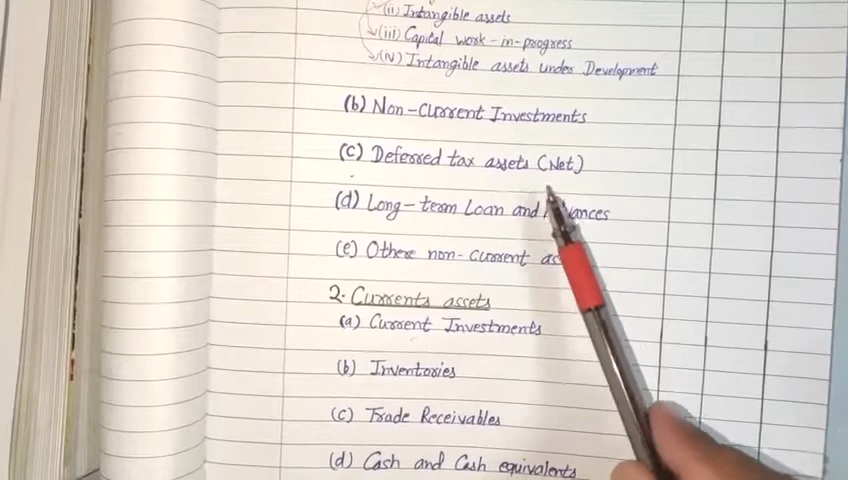 (ii) Intangible assets
(iii) Capital work-in-progress
(iv) Intangible assets under Development
(b) Non-Current Investments
(c) Deferred tax assets (Net)
(d) Long-term Loan and
(e) Othere non-current
2. Currents assets
(a) Current Investments
(b) Inventories
(c) Trade Receivables
(d) Cash and Cash equivalents